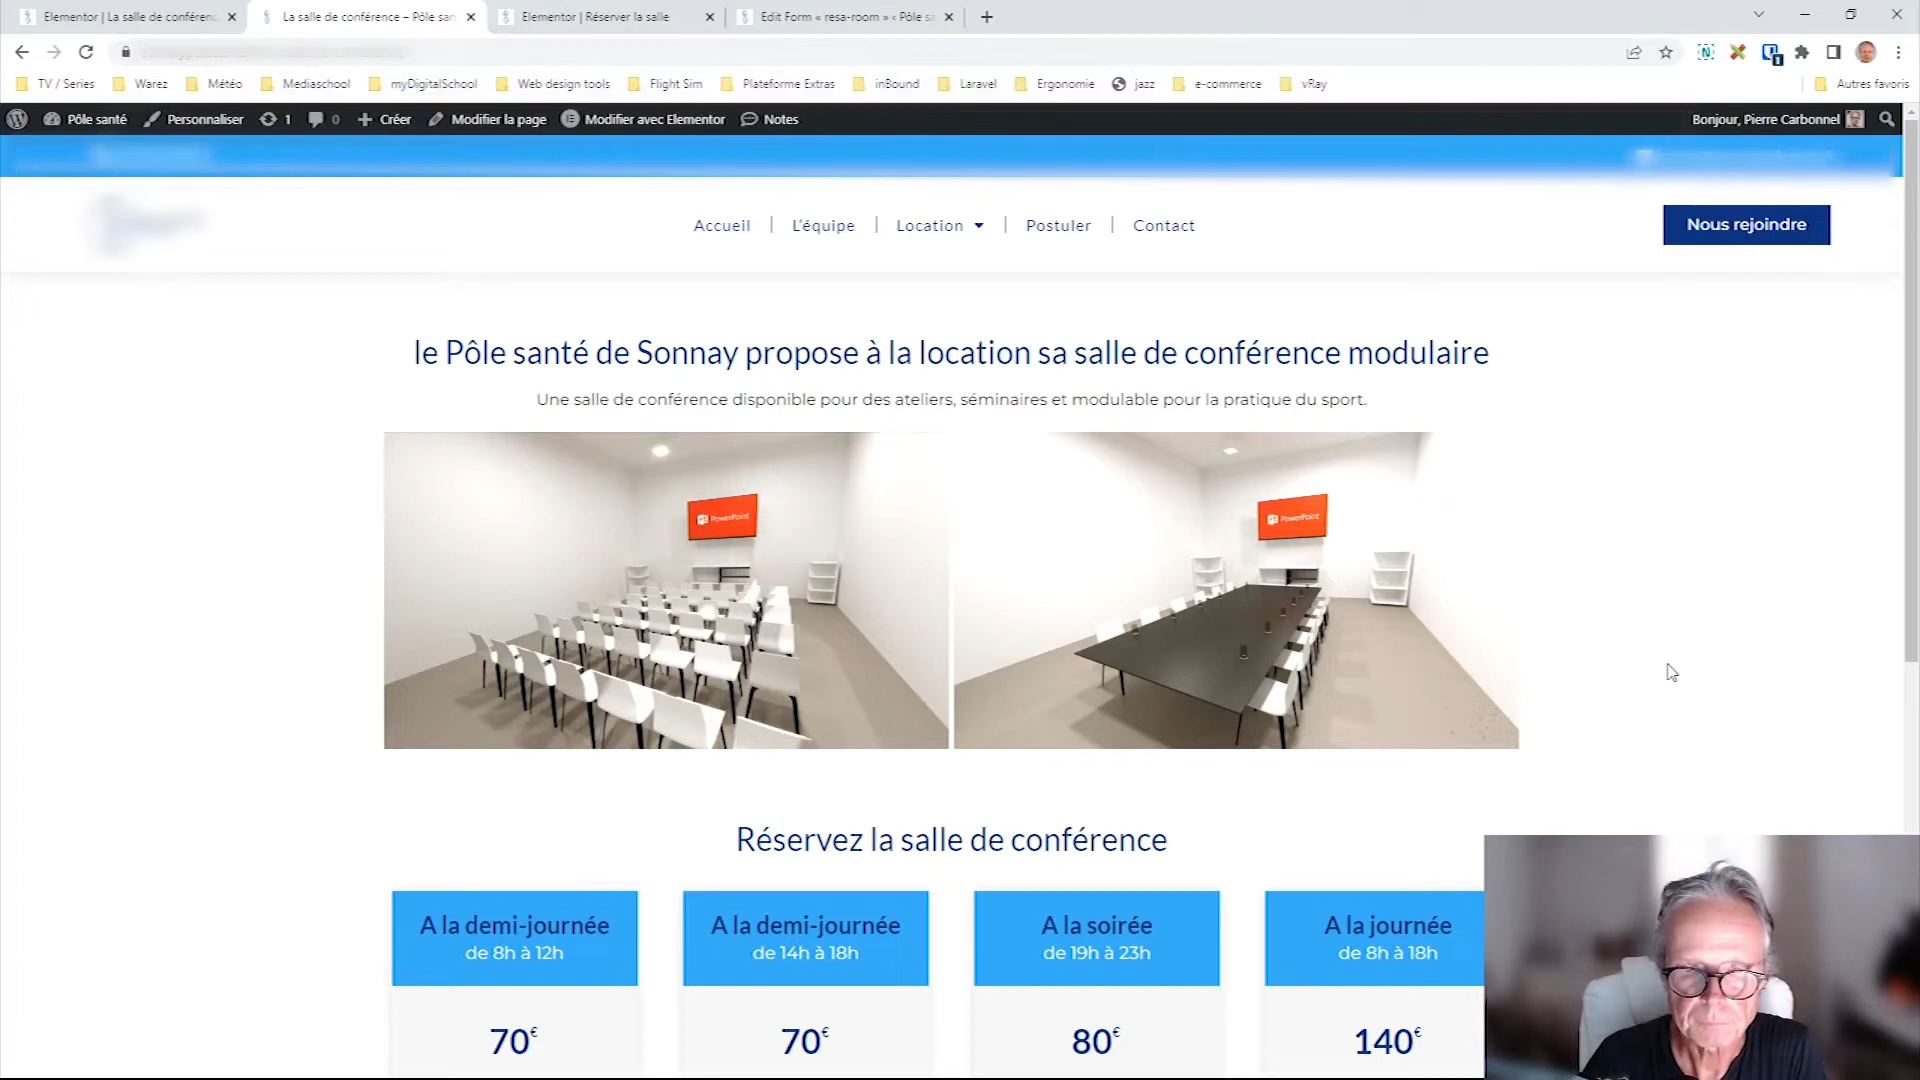 Elementor | La salle de conférenc
La salle de conférence – Pôle san
Elementor | Réserver la salle
Edit Form « resa-room » ‹ Pôle sa
TV / Series
Warez
Météo
Mediaschool
myDigitalSchool
Web design tools
Flight Sim
Plateforme Extras
inBound
Laravel
Ergonomie
jazz
e-commerce
vRay
Autres favoris
Pôle santé
Personnaliser
1
0
Créer
Modifier la page
Modifier avec Elementor
Notes
Bonjour, Pierre Carbonnel
Accueil
L'équipe
Location
Postuler
Contact
Nous rejoindre
le Pôle santé de Sonnay propose à la location sa salle de conférence modulaire
Une salle de conférence disponible pour des ateliers, séminaires et modulable pour la pratique du sport.
PowerPoint
PowerPoint
Réservez la salle de conférence
A la demi-journée
de 8h à 12h
70€
A la demi-journée
de 14h à 18h
70€
A la soirée
de 19h à 23h
80€
A la journée
de 8h à 18h
140€